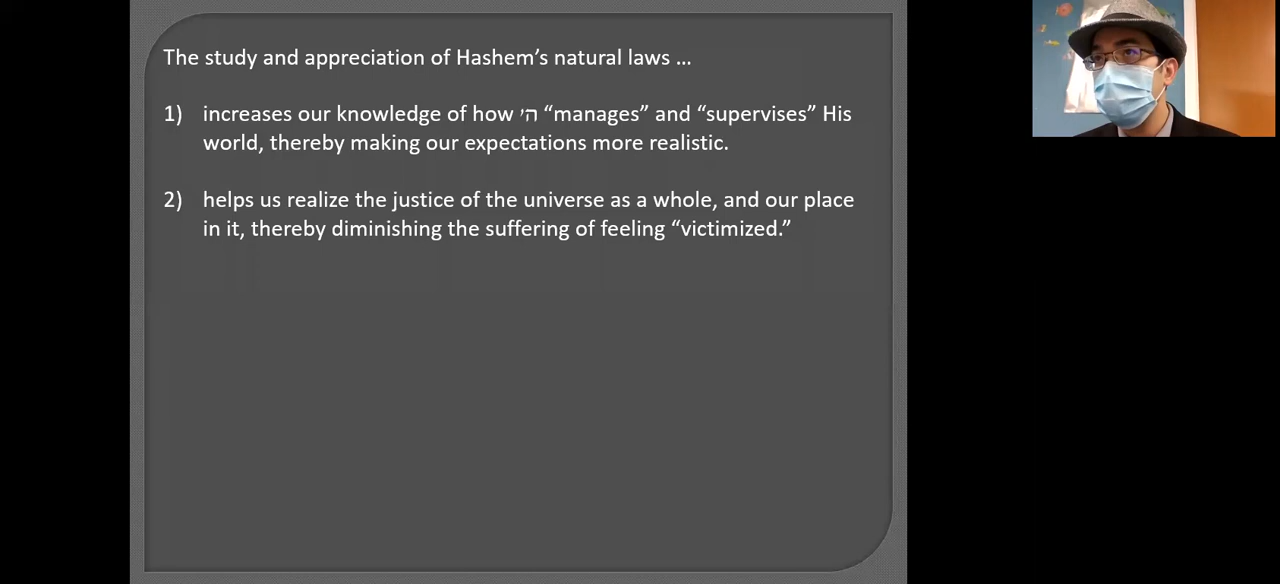 The study and appreciation of Hashem’s natural laws …
1) increases our knowledge of how ה׳ “manages” and “supervises” His
world, thereby making our expectations more realistic.
2) helps us realize the justice of the universe as a whole, and our place
in it, thereby diminishing the suffering of feeling “victimized.”